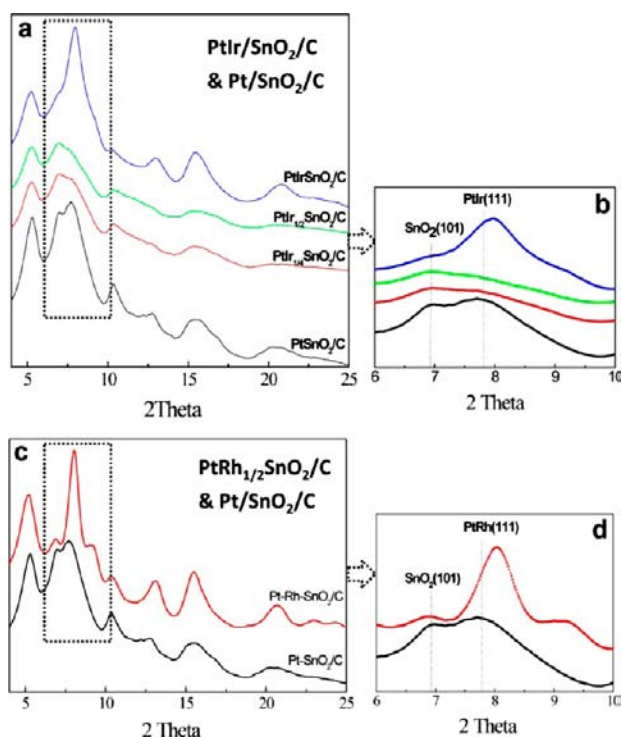 a
PtIr/SnO₂/C
& Pt/SnO₂/C
PtIrSnO₂/C
PtIr₁/₂SnO₂/C
PtIr₁/₄SnO₂/C
PtSnO₂/C
5 10 15 20 25
2Theta
b
PtIr(111)
SnO₂(101)
6 7 8 9 10
2 Theta
c
PtRh₁/₂SnO₂/C
& Pt/SnO₂/C
Pt-Rh-SnO₂/C
Pt-SnO₂/C
5 10 15 20 25
2 Theta
d
PtRh(111)
SnO₂(101)
6 7 8 9 10
2 Theta